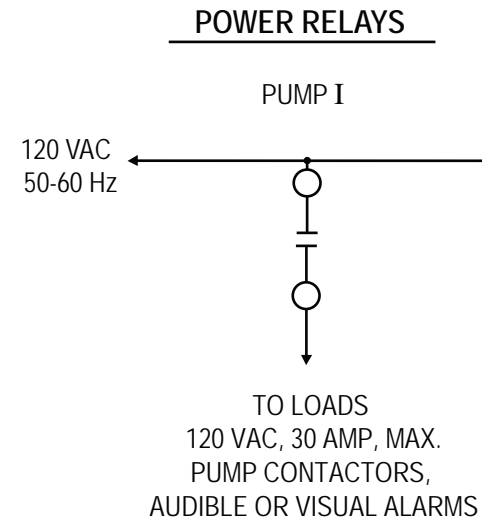 POWER RELAYS
PUMP I
120 VAC
50-60 Hz
TO LOADS
120 VAC, 30 AMP, MAX.
PUMP CONTACTORS,
AUDIBLE OR VISUAL ALARMS